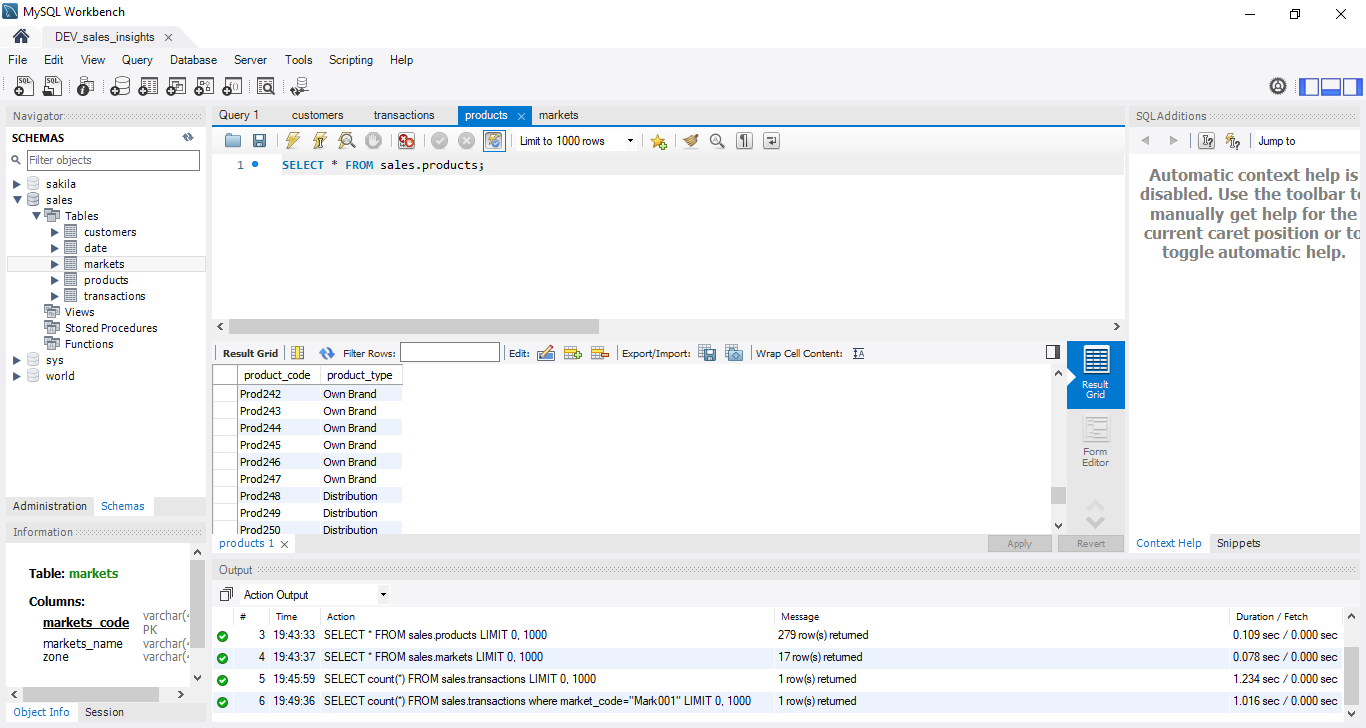 MySQL Workbench
DEV_sales_insights
File Edit View Query Database Server Tools Scripting Help
Navigator
SCHEMAS
Filter objects
sakila
sales
Tables
customers
date
markets
products
transactions
Views
Stored Procedures
Functions
sys
world
Administration Schemas
Information
Table: markets
Columns:
markets_code varchar(4
PK
markets_name varchar(4
zone varchar(4
Object Info Session
Query 1 customers transactions products markets
Limit to 1000 rows
1 SELECT * FROM sales.products;
Result Grid Filter Rows: Edit: Export/Import: Wrap Cell Content:
product_code product_type
Prod242 Own Brand
Prod243 Own Brand
Prod244 Own Brand
Prod245 Own Brand
Prod246 Own Brand
Prod247 Own Brand
Prod248 Distribution
Prod249 Distribution
Prod250 Distribution
Result
Grid
Form
Editor
products 1
Apply Revert
SQLAdditions
Jump to
Automatic context help is
disabled. Use the toolbar to
manually get help for the
current caret position or to
toggle automatic help.
Context Help Snippets
Output
Action Output
# Time Action Message Duration / Fetch
3 19:43:33 SELECT * FROM sales.products LIMIT 0, 1000 279 row(s) returned 0.109 sec / 0.000 sec
4 19:43:37 SELECT * FROM sales.markets LIMIT 0, 1000 17 row(s) returned 0.078 sec / 0.000 sec
5 19:45:59 SELECT count(*) FROM sales.transactions LIMIT 0, 1000 1 row(s) returned 1.234 sec / 0.000 sec
6 19:49:36 SELECT count(*) FROM sales.transactions where market_code="Mark001" LIMIT 0, 1000 1 row(s) returned 1.016 sec / 0.000 sec